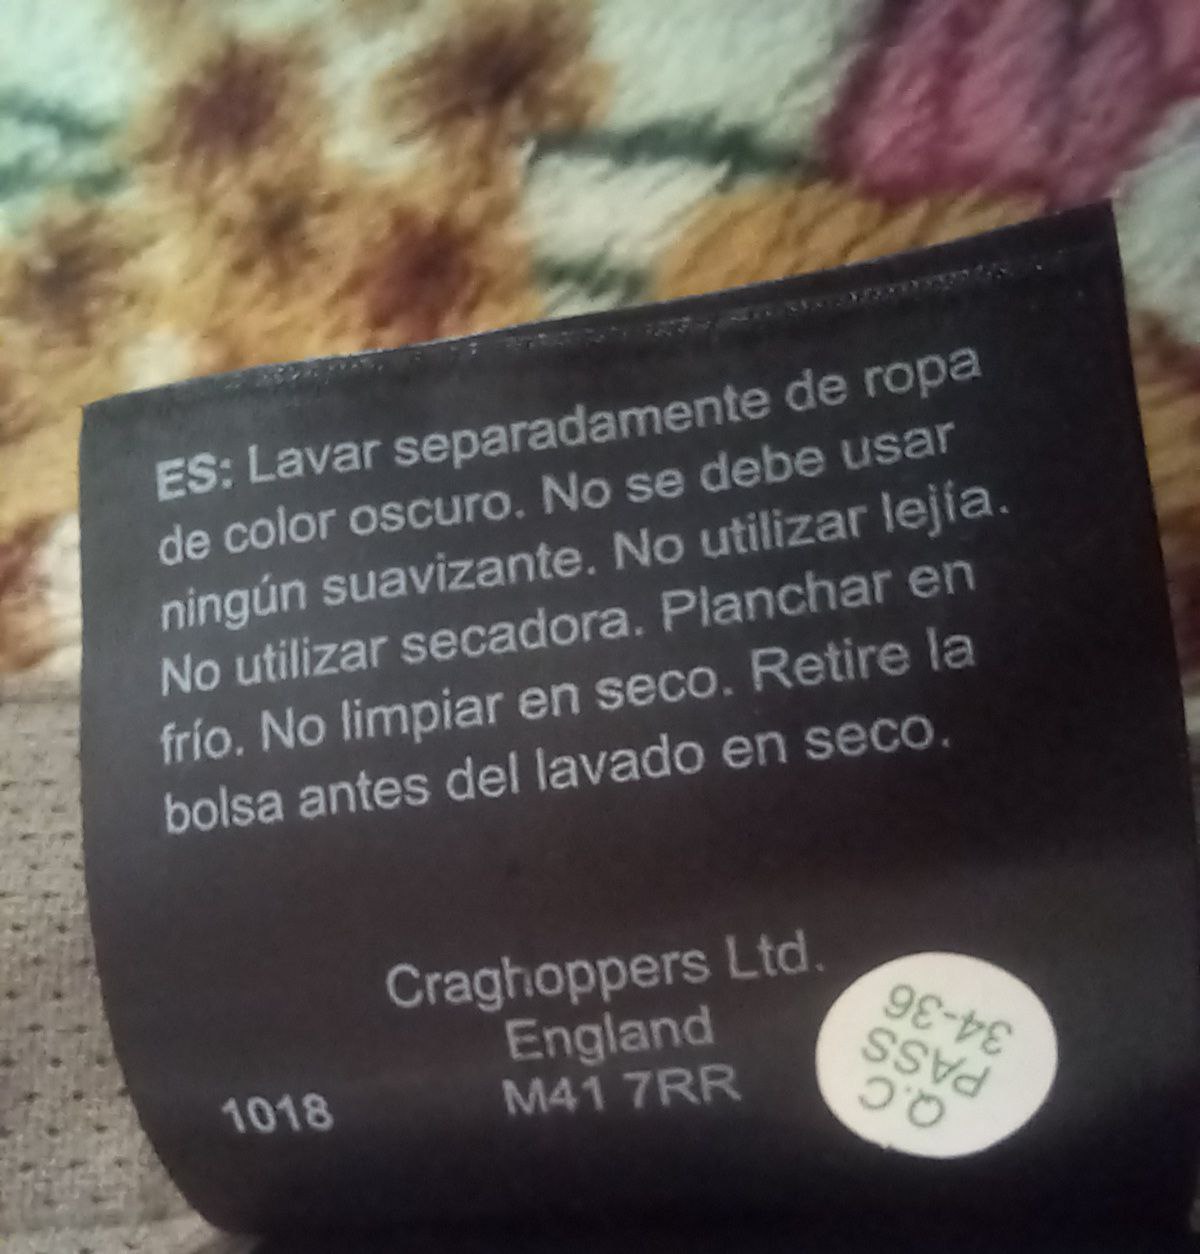 ES: Lavar separadamente de ropa
de color oscuro. No se debe usar
ningún suavizante. No utilizar lejía.
No utilizar secadora. Planchar en
frío. No limpiar en seco. Retire la
bolsa antes del lavado en seco.
Craghoppers Ltd.
England
M41 7RR
1018
Q.C
PASS
34-36